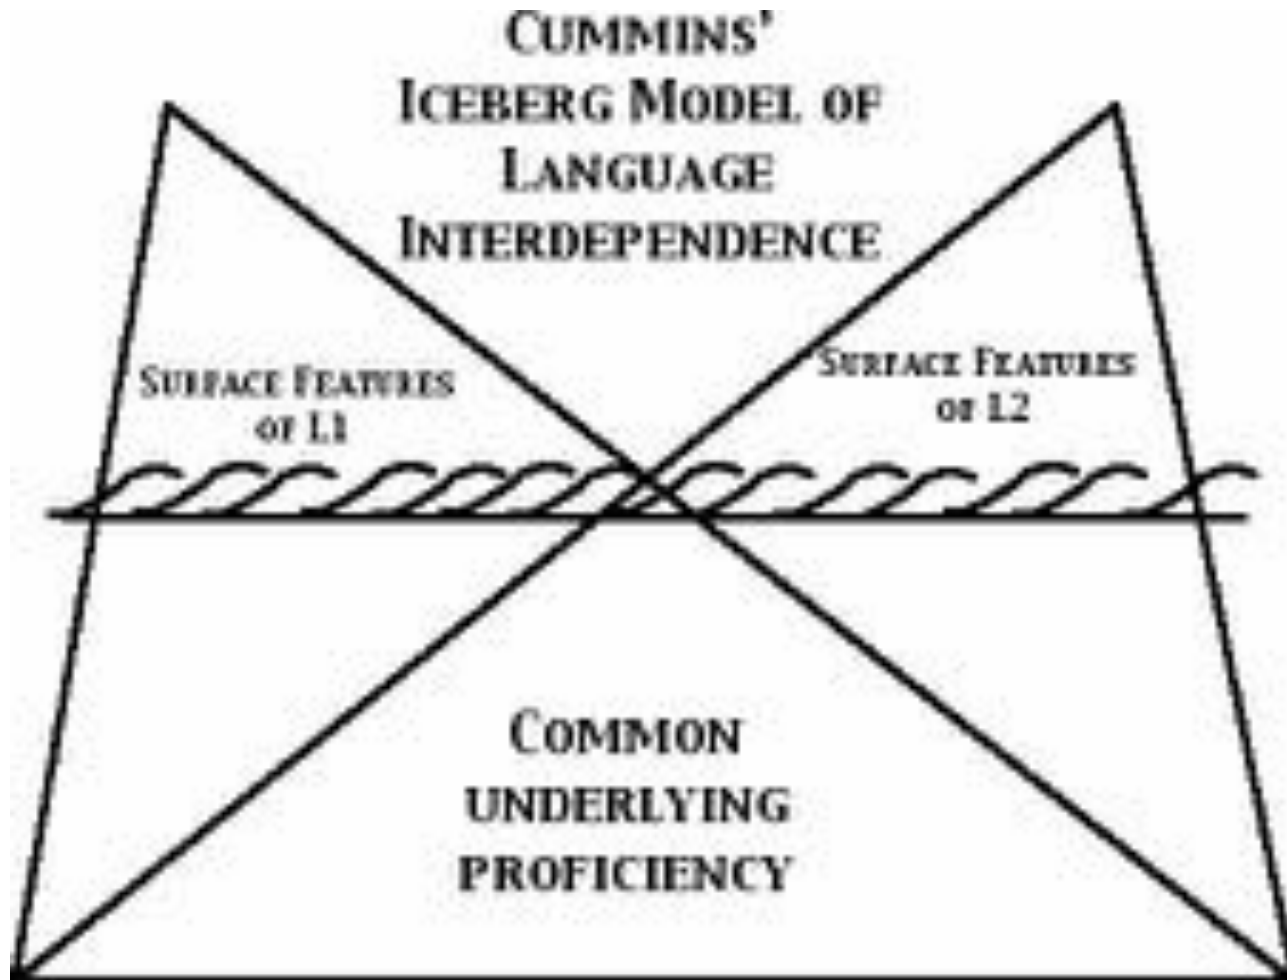 CUMMINS'
ICEBERG MODEL OF
LANGUAGE
INTERDEPENDENCE
SURFACE FEATURES
OF L1
SURFACE FEATURES
OF L2
COMMON
UNDERLYING
PROFICIENCY